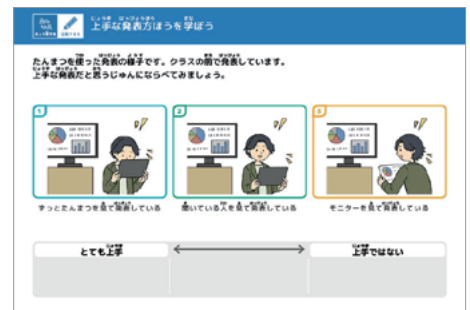 上手な発表方ほうを学ぼう
たんまつを使った発表の様子です。クラスの前で発表しています。
上手な発表だと思うじゅんにならべてみましょう。
1
2
3
ずっとたんまつを見て発表している
聞いている人を見て発表している
モニターを見て発表している
とても上手
上手ではない